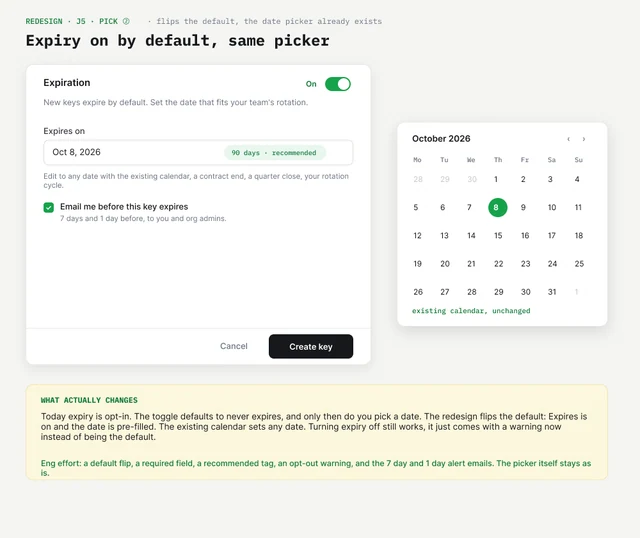 REDESIGN · J5 · PICK · flips the default, the date picker already exists
Expiry on by default, same picker
Expiration
On
New keys expire by default. Set the date that fits your team's rotation.
Expires on
Oct 8, 2026
90 days · recommended
Edit to any date with the existing calendar, a contract end, a quarter close, your rotation
cycle.
Email me before this key expires
7 days and 1 day before, to you and org admins.
Cancel
Create key
October 2026
‹ ›
Mo Tu We Th Fr Sa Su
28 29 30 1 2 3 4
5 6 7 8 9 10 11
12 13 14 15 16 17 18
19 20 21 22 23 24 25
26 27 28 29 30 31 1
existing calendar, unchanged
WHAT ACTUALLY CHANGES
Today expiry is opt-in. The toggle defaults to never expires, and only then do you pick a date. The redesign flips the default: Expires is
on and the date is pre-filled. The existing calendar sets any date. Turning expiry off still works, it just comes with a warning now
instead of being the default.
Eng effort: a default flip, a required field, a recommended tag, an opt-out warning, and the 7 day and 1 day alert emails. The picker itself stays as
is.